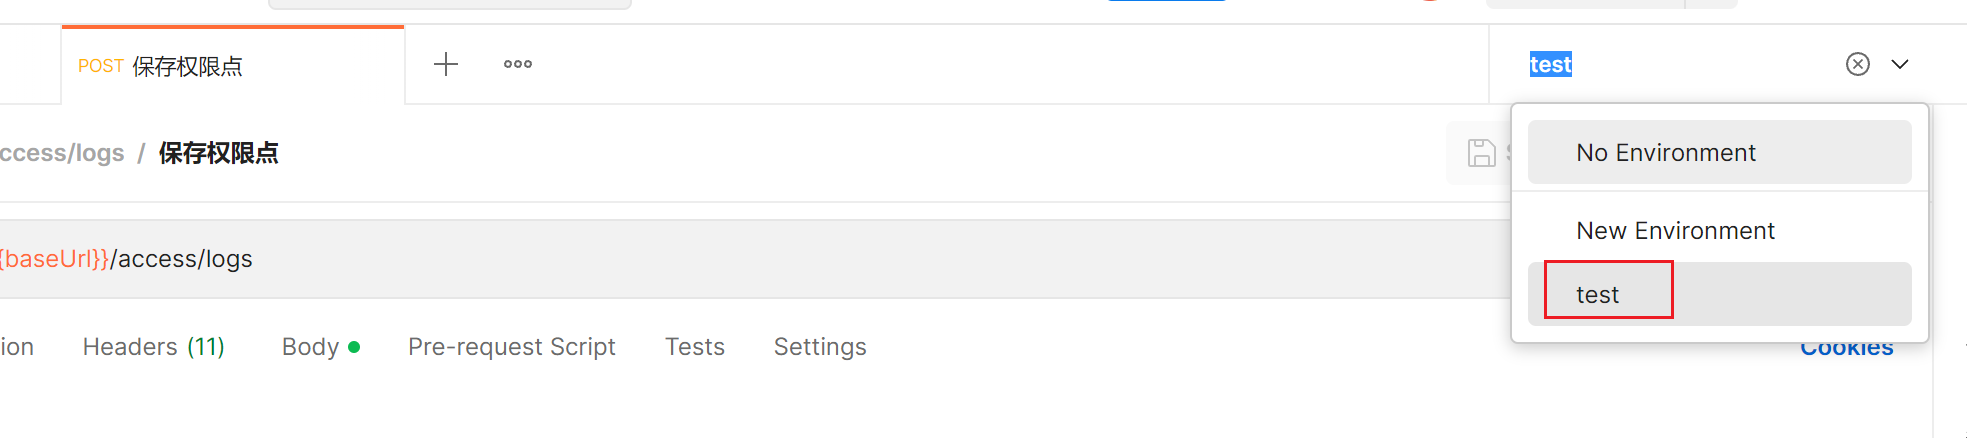 POST 保存权限点
test
ccess/logs / 保存权限点
No Environment
New Environment
{baseUrl}}/access/logs
test
ion Headers (11) Body Pre-request Script Tests Settings
Cookies